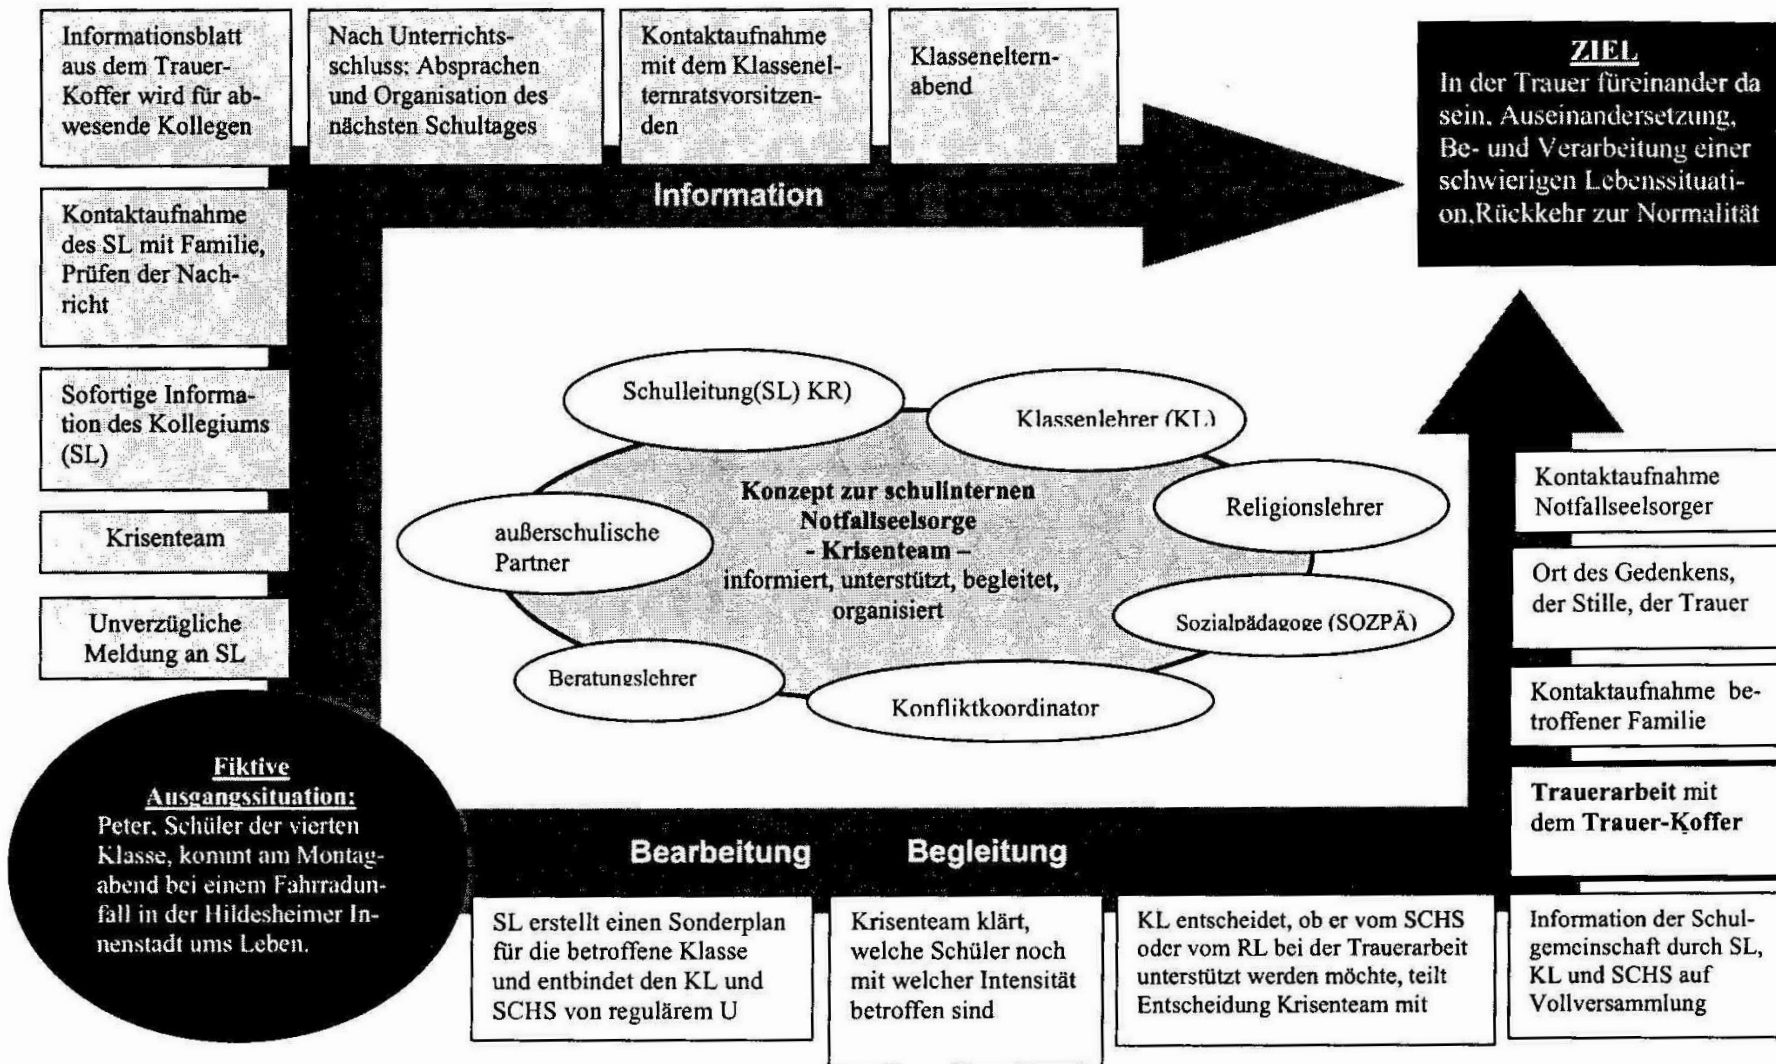 Informationsblatt
aus dem Trauer-
Koffer wird für ab-
wesende Kollegen
Nach Unterrichts-
schluss: Absprachen
und Organisation des
nächsten Schultages
Kontaktaufnahme
mit dem Klassenel-
ternratsvorsitzen-
den
Klasseneltern-
abend
ZIEL
In der Trauer füreinander da
sein, Auseinandersetzung,
Be- und Verarbeitung einer
schwierigen Lebenssituati-
on,Rückkehr zur Normalität
Information
Kontaktaufnahme
des SL mit Familie,
Prüfen der Nach-
richt
Sofortige Informa-
tion des Kollegiums
(SL)
Krisenteam
Unverzügliche
Meldung an SL
Schulleitung(SL) KR)
Klassenlehrer (KL)
Religionslehrer
Sozialpädagoge (SOZPÄ)
Konfliktkoordinator
Beratungslehrer
außerschulische
Partner
Konzept zur schulinternen
Notfallseelsorge
- Krisenteam –
informiert, unterstützt, begleitet,
organisiert
Kontaktaufnahme
Notfallseelsorger
Ort des Gedenkens,
der Stille, der Trauer
Kontaktaufnahme be-
troffener Familie
Trauerarbeit mit
dem Trauer-Koffer
Fiktive
Ausgangssituation:
Peter, Schüler der vierten
Klasse, kommt am Montag-
abend bei einem Fahrradun-
fall in der Hildesheimer In-
nenstadt ums Leben.
Bearbeitung Begleitung
SL erstellt einen Sonderplan
für die betroffene Klasse
und entbindet den KL und
SCHS von regulärem U
Krisenteam klärt,
welche Schüler noch
mit welcher Intensität
betroffen sind
KL entscheidet, ob er vom SCHS
oder vom RL bei der Trauerarbeit
unterstützt werden möchte, teilt
Entscheidung Krisenteam mit
Information der Schul-
gemeinschaft durch SL,
KL und SCHS auf
Vollversammlung